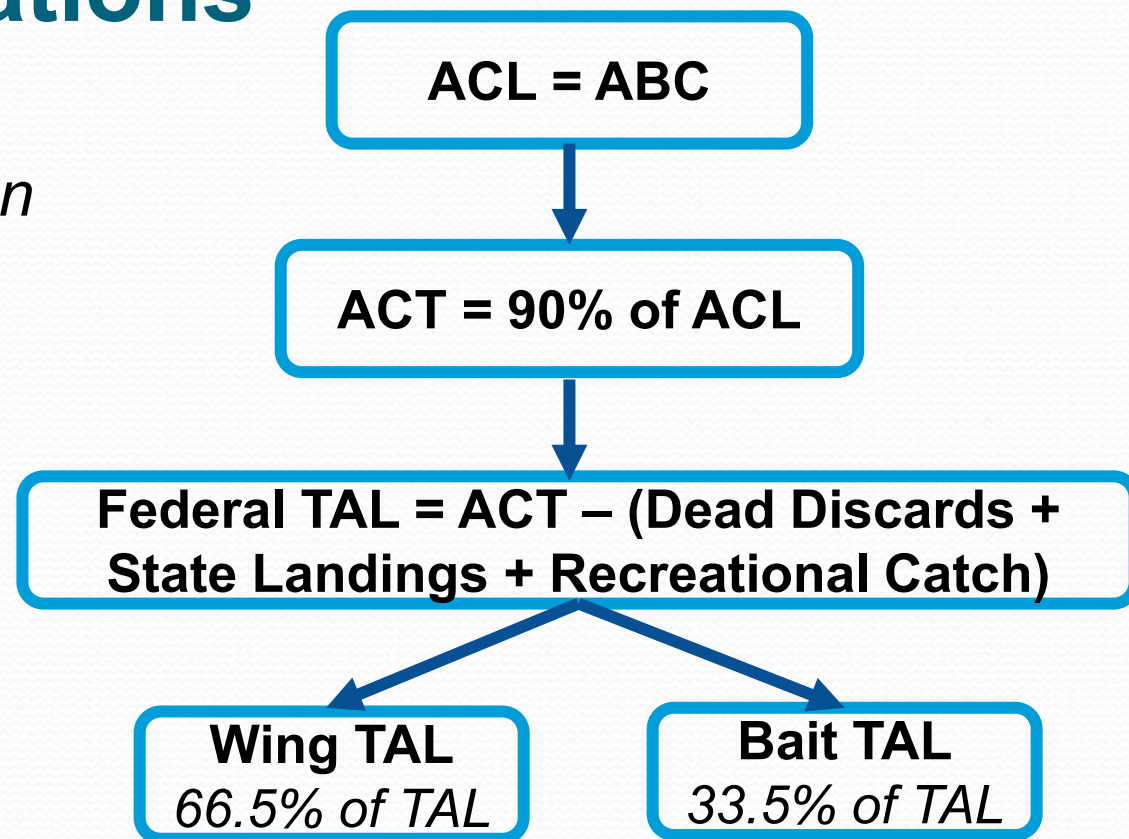 ations
ACL = ABC
n
ACT = 90% of ACL
Federal TAL = ACT – (Dead Discards +
State Landings + Recreational Catch)
Wing TAL
66.5% of TAL
Bait TAL
33.5% of TAL